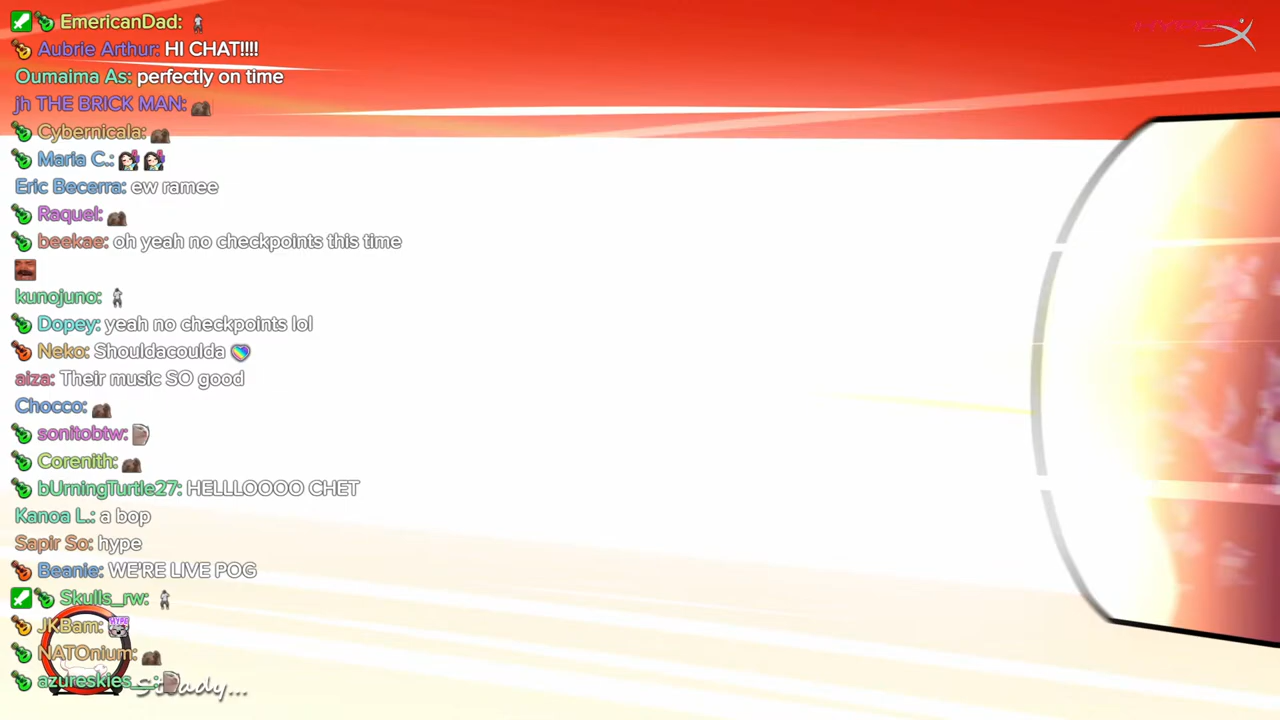 EmericanDad:
Aubrie Arthur: HI CHAT!!!!
Oumaima As: perfectly on time
jh THE BRICK MAN:
Cybernicala:
Maria C.:
Eric Becerra: ew ramee
Raquel:
beekae: oh yeah no checkpoints this time
kunojuno:
Dopey: yeah no checkpoints lol
Neko: Shouldacoulda
aiza: Their music SO good
Chocco:
sonitobtw:
Corenith:
bUrningTurtle27: HELLLOOOO CHET
Kanoa L.: a bop
Sapir So: hype
Beanie: WE'RE LIVE POG
Skulls_rw:
JKBam: HYPE
NATOnium:
azureskies__: